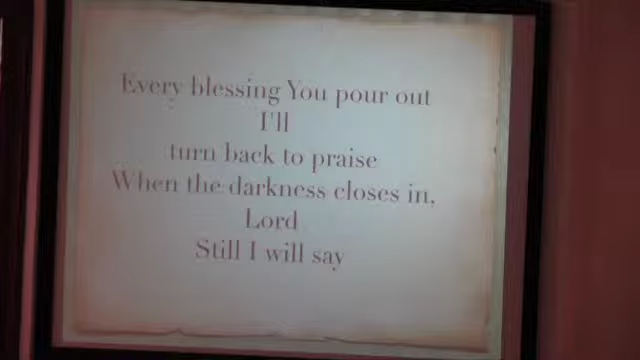 Every blessing You pour out
I'll
turn back to praise
When the darkness closes in,
Lord
Still I will say